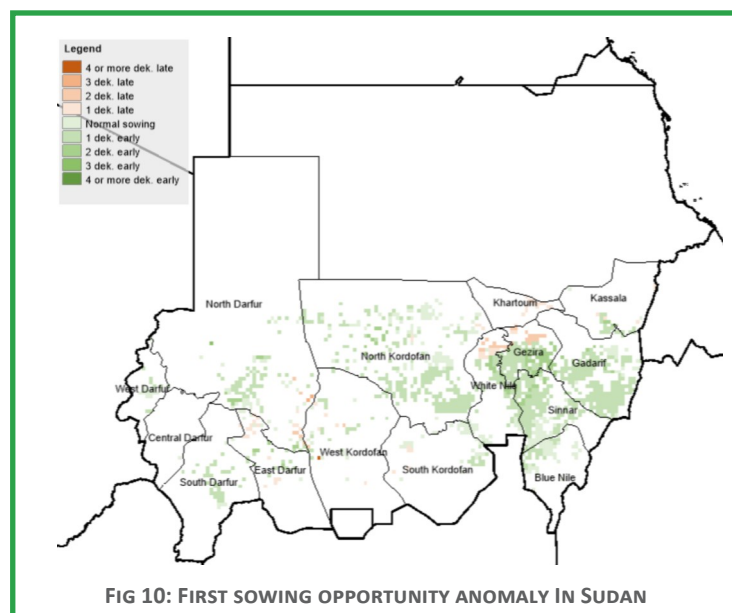 Legend
4 or more dek. late
3 dek. late
2 dek. late
1 dek. late
Normal sowing
1 dek. early
2 dek. early
3 dek. early
4 or more dek. early
North Darfur
Khartoum
Kassala
North Kordofan
Gezira
Gadarif
West Darfur
White Nile
Sinnar
Central Darfur
West Kordofan
South Kordofan
East Darfur
South Darfur
Blue Nile
FIG 10: FIRST SOWING OPPORTUNITY ANOMALY IN SUDAN